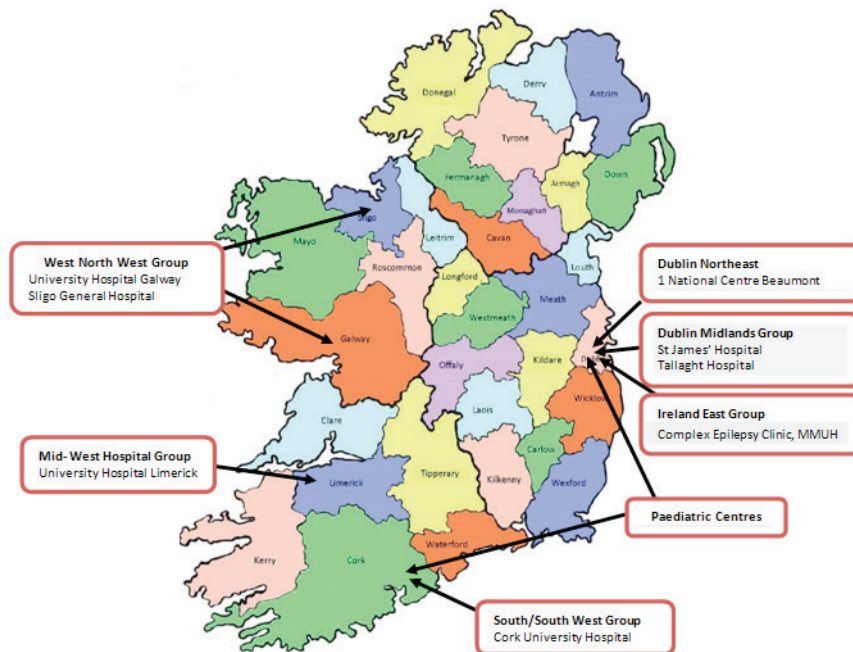 Donegal
Derry
Antrim
Tyrone
Fermanagh
Armagh
Down
Monaghan
Sligo
Leitrim
Cavan
Mayo
Roscommon
Longford
Louth
Meath
Westmeath
Galway
Offaly
Kildare
Wicklow
Laois
Clare
Carlow
Tipperary
Kilkenny
Wexford
Limerick
Waterford
Kerry
Cork
West North West Group
University Hospital Galway
Sligo General Hospital
Mid- West Hospital Group
University Hospital Limerick
Dublin Northeast
1 National Centre Beaumont
Dublin Midlands Group
St James’ Hospital
Tallaght Hospital
Ireland East Group
Complex Epilepsy Clinic, MMUH
Paediatric Centres
South/South West Group
Cork University Hospital